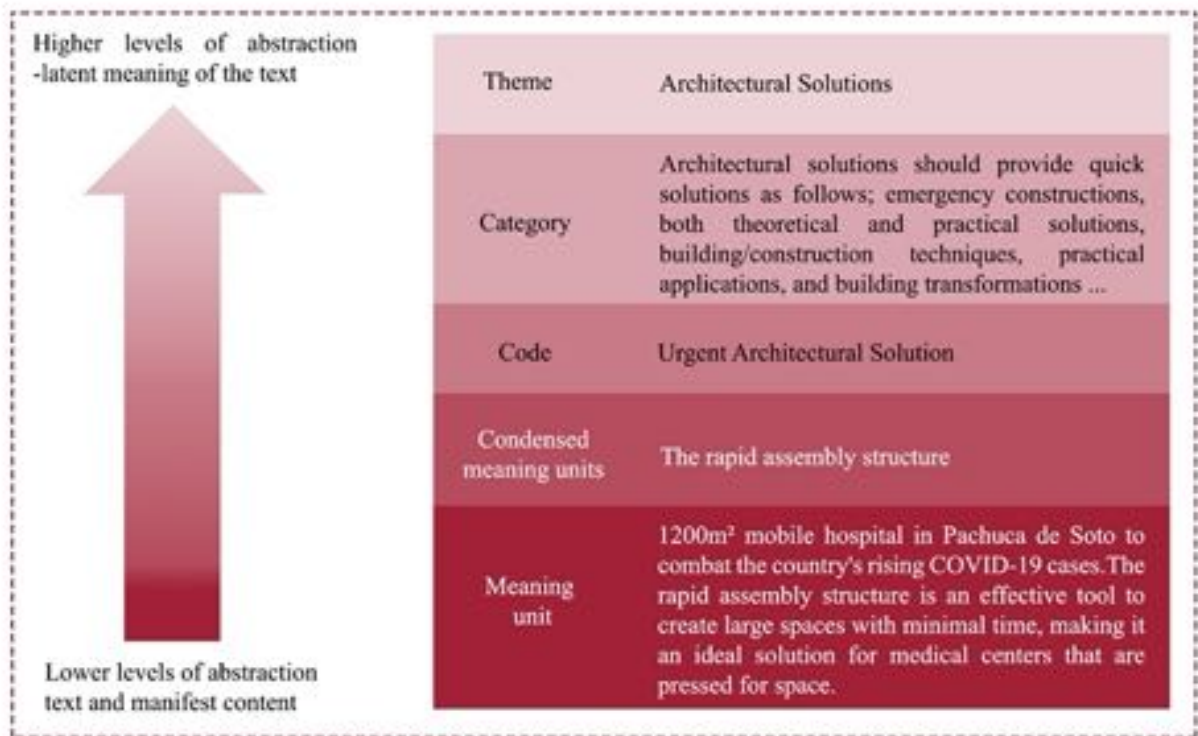 Higher levels of abstraction
-latent meaning of the text
Theme
Architectural Solutions
Category
Architectural solutions should provide quick
solutions as follows; emergency constructions,
both theoretical and practical solutions,
building/construction techniques, practical
applications, and building transformations ...
Code
Urgent Architectural Solution
Condensed
meaning units
The rapid assembly structure
Meaning
unit
1200m² mobile hospital in Pachuca de Soto to
combat the country's rising COVID-19 cases.The
rapid assembly structure is an effective tool to
create large spaces with minimal time, making it
an ideal solution for medical centers that are
pressed for space.
Lower levels of abstraction
text and manifest content